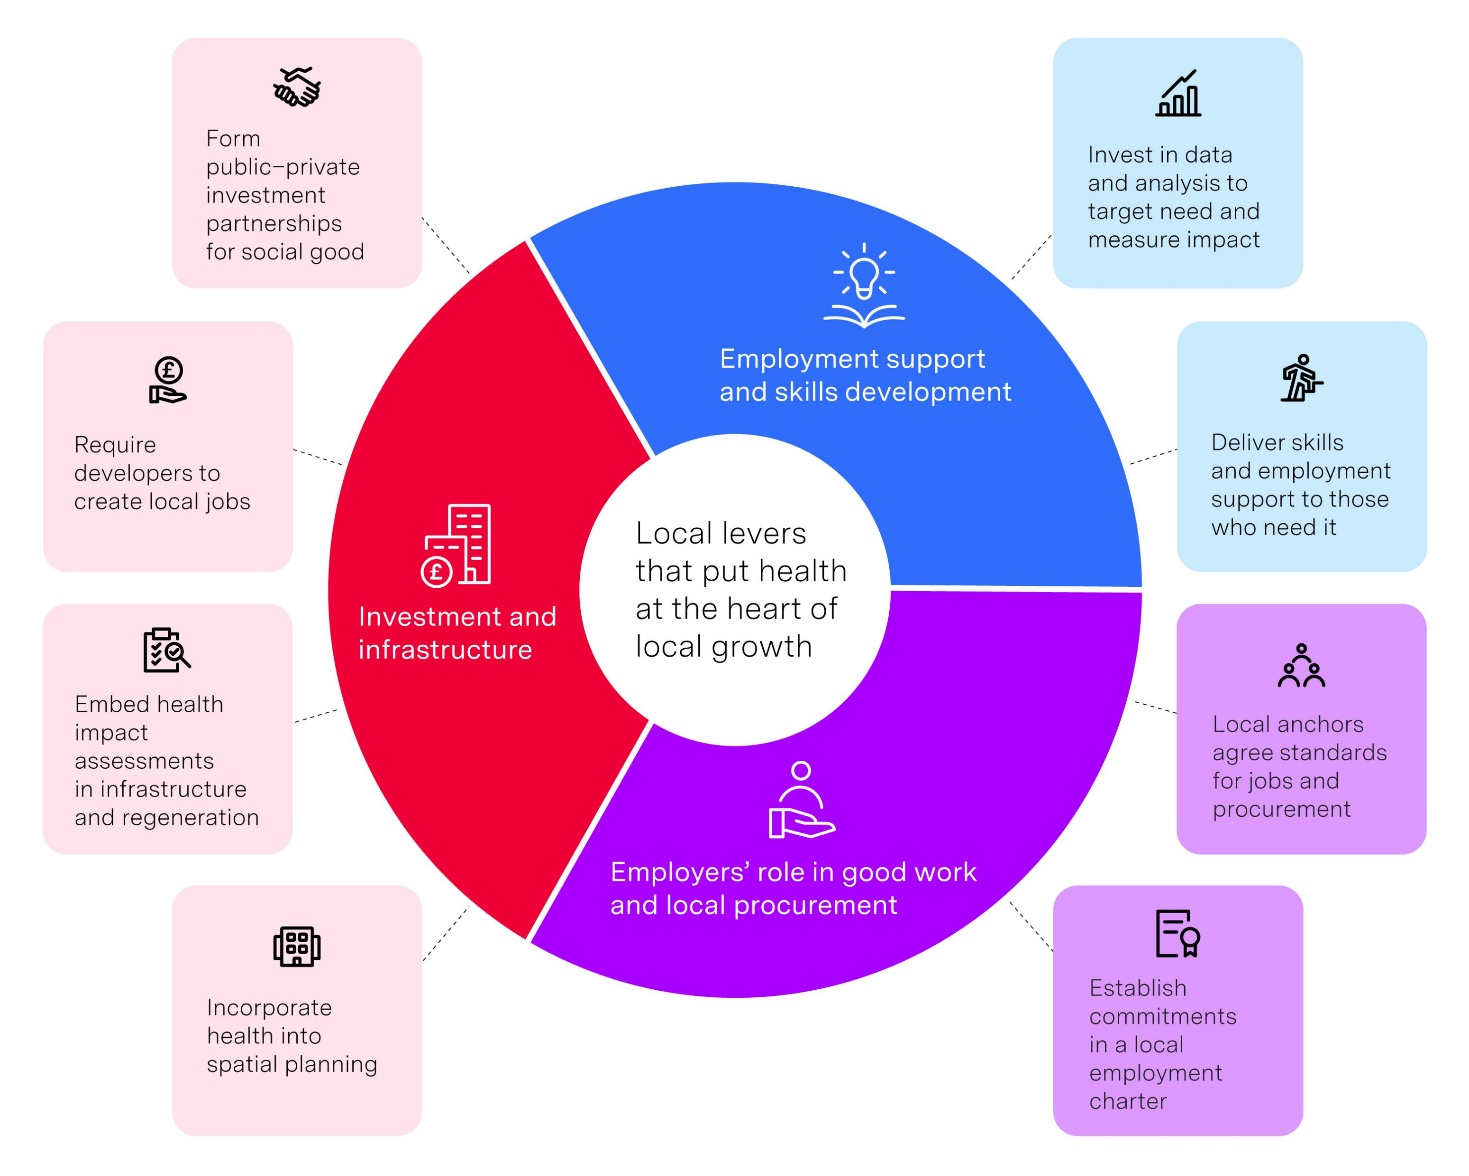 Form
public–private
investment
partnerships
for social good
Invest in data
and analysis to
target need and
measure impact
Employment support
and skills development
Require
developers to
create local jobs
Deliver skills
and employment
support to those
who need it
£
Local levers
that put health
at the heart of
local growth
£
Investment and
infrastructure
Embed health
impact
assessments
in infrastructure
and regeneration
Local anchors
agree standards
for jobs and
procurement
Employers’ role in good work
and local procurement
Incorporate
health into
spatial planning
Establish
commitments
in a local
employment
charter